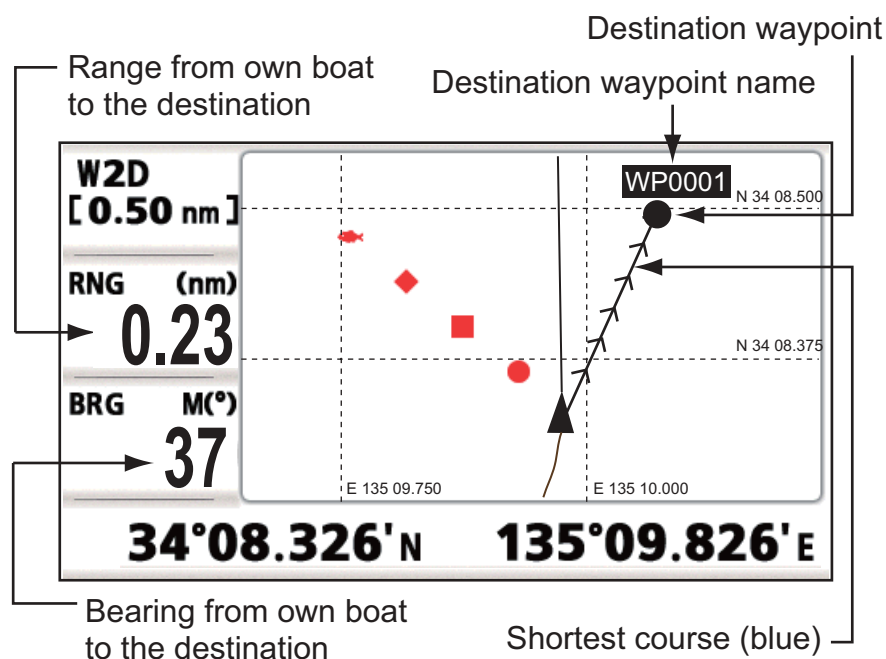 Destination waypoint
Range from own boat
to the destination
Destination waypoint name
W2D
[0.50 nm]
WP0001
N 34 08.500
RNG (nm)
0.23
N 34 08.375
BRG M(°)
37
E 135 09.750
E 135 10.000
34°08.326'N 135°09.826'E
Bearing from own boat
to the destination
Shortest course (blue)